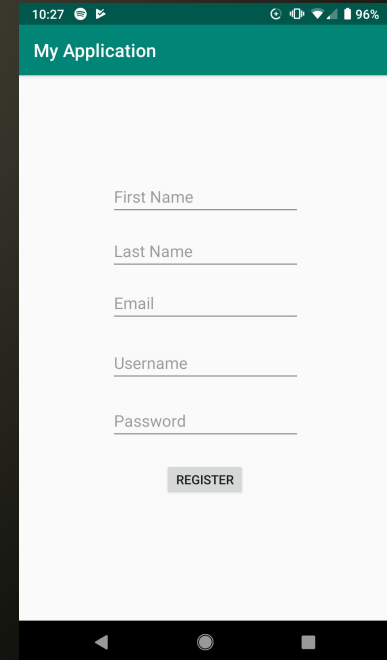 10:27 96%
My Application
First Name
Last Name
Email
Username
Password
REGISTER